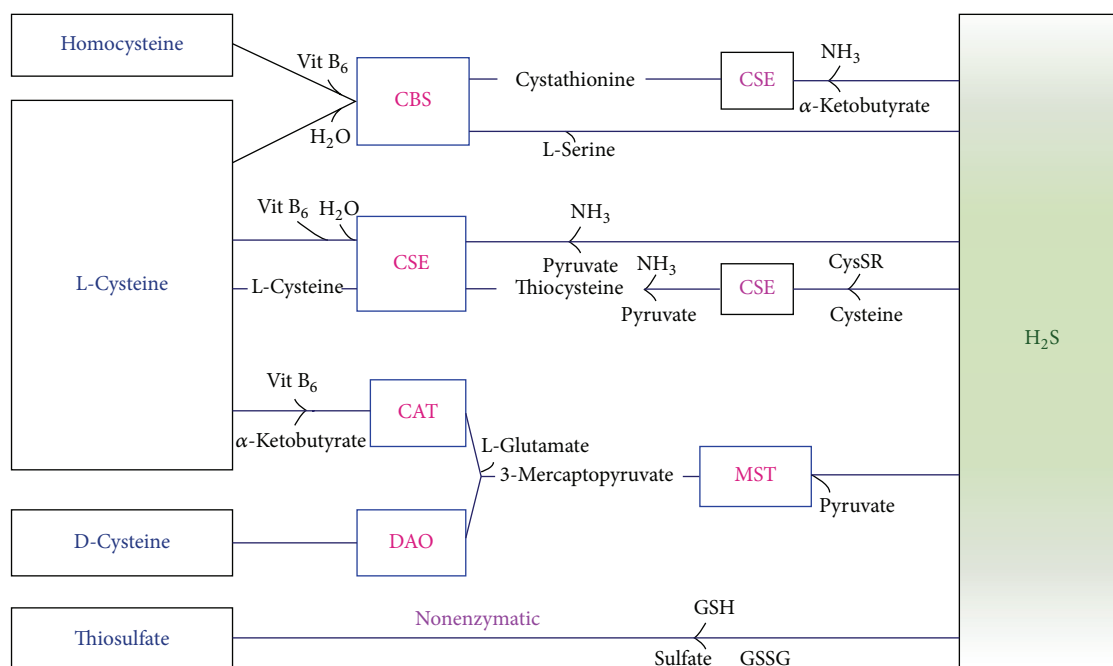 Homocysteine
Vit B₆
H₂O
CBS
Cystathionine
CSE
NH₃
α-Ketobutyrate
L-Serine
L-Cysteine
Vit B₆
H₂O
L-Cysteine
CSE
NH₃
Pyruvate
Thiocysteine
NH₃
Pyruvate
CSE
CysSR
Cysteine
H₂S
Vit B₆
α-Ketobutyrate
CAT
L-Glutamate
3-Mercaptopyruvate
MST
Pyruvate
D-Cysteine
DAO
Thiosulfate
Nonenzymatic
GSH
Sulfate
GSSG